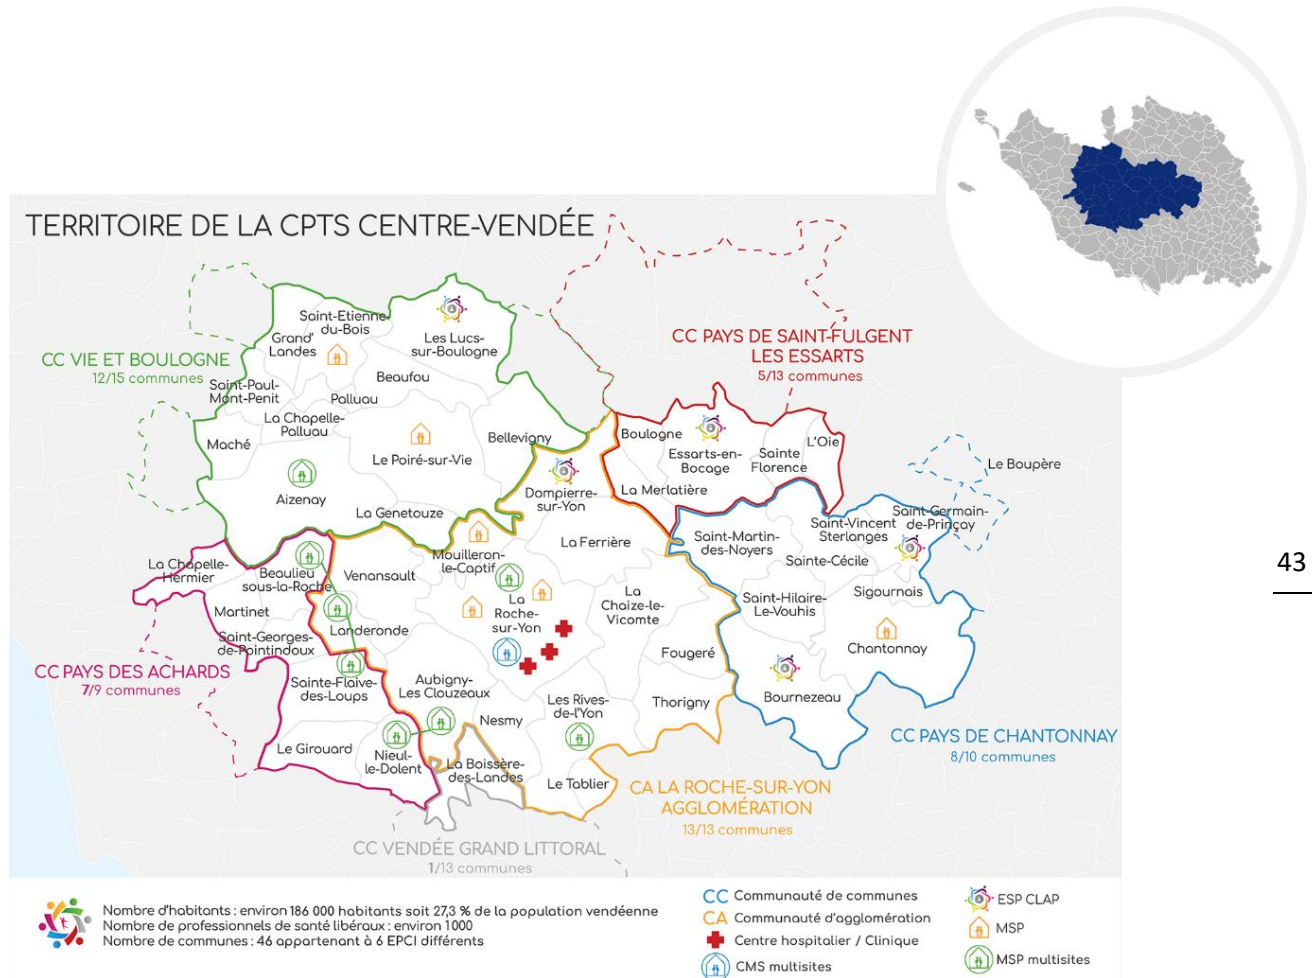 TERRITOIRE DE LA CPTS CENTRE-VENDÉE
CC VIE ET BOULOGNE
12/15 communes
Saint-Etienne-
du-Bois
Grand'
Landes
Les Lucs-
sur-Boulogne
Saint-Paul-
Mont-Penit
Beaufou
Palluau
La Chapelle-
Palluau
Maché
Le Poiré-sur-Vie
Bellevigny
Aizenay
La Genetouze
CC PAYS DE SAINT-FULGENT
LES ESSARTS
5/13 communes
Boulogne
Essarts-en-
Bocage
Sainte
Florence
L'Oie
La Merlatière
Le Boupère
Saint-Germain-
de-Prinçay
Saint-Vincent
Sterlanges
Saint-Martin-
des-Noyers
Sainte-Cécile
Sigournais
Saint-Hilaire-
Le-Vouhis
Chantonnay
Bournezeau
CC PAYS DE CHANTONNAY
8/10 communes
Dompierre-
sur-Yon
La Ferrière
Mouilleron-
le-Captif
Venansault
La
Roche-
sur-Yon
La
Chaize-le-
Vicomte
Landeronde
Fougeré
Aubigny-
Les Clouzeaux
Les Rives-
de-l'Yon
Thorigny
Nesmy
Le Tablier
CA LA ROCHE-SUR-YON
AGGLOMÉRATION
13/13 communes
La Chapelle-
Hermier
Beaulieu
sous-la-Roche
Martinet
Saint-Georges-
de-Pointindoux
CC PAYS DES ACHARDS
7/9 communes
Sainte-Flaive-
des-Loups
Le Girouard
Nieul-
le-Dolent
La Boissère-
des-Landes
CC VENDÉE GRAND LITTORAL
1/13 communes
43
Nombre d'habitants : environ 186 000 habitants soit 27,3 % de la population vendéenne
Nombre de professionnels de santé libéraux : environ 1000
Nombre de communes : 46 appartenant à 6 EPCI différents
CC Communauté de communes
CA Communauté d'agglomération
Centre hospitalier / Clinique
CMS multisites
ESP CLAP
MSP
MSP multisites